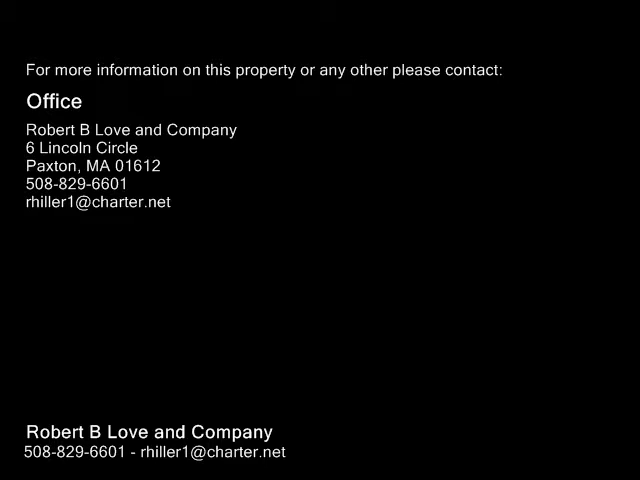 For more information on this property or any other please contact:
Office
Robert B Love and Company
6 Lincoln Circle
Paxton, MA 01612
508-829-6601
rhiller1@charter.net
Robert B Love and Company
508-829-6601 - rhiller1@charter.net